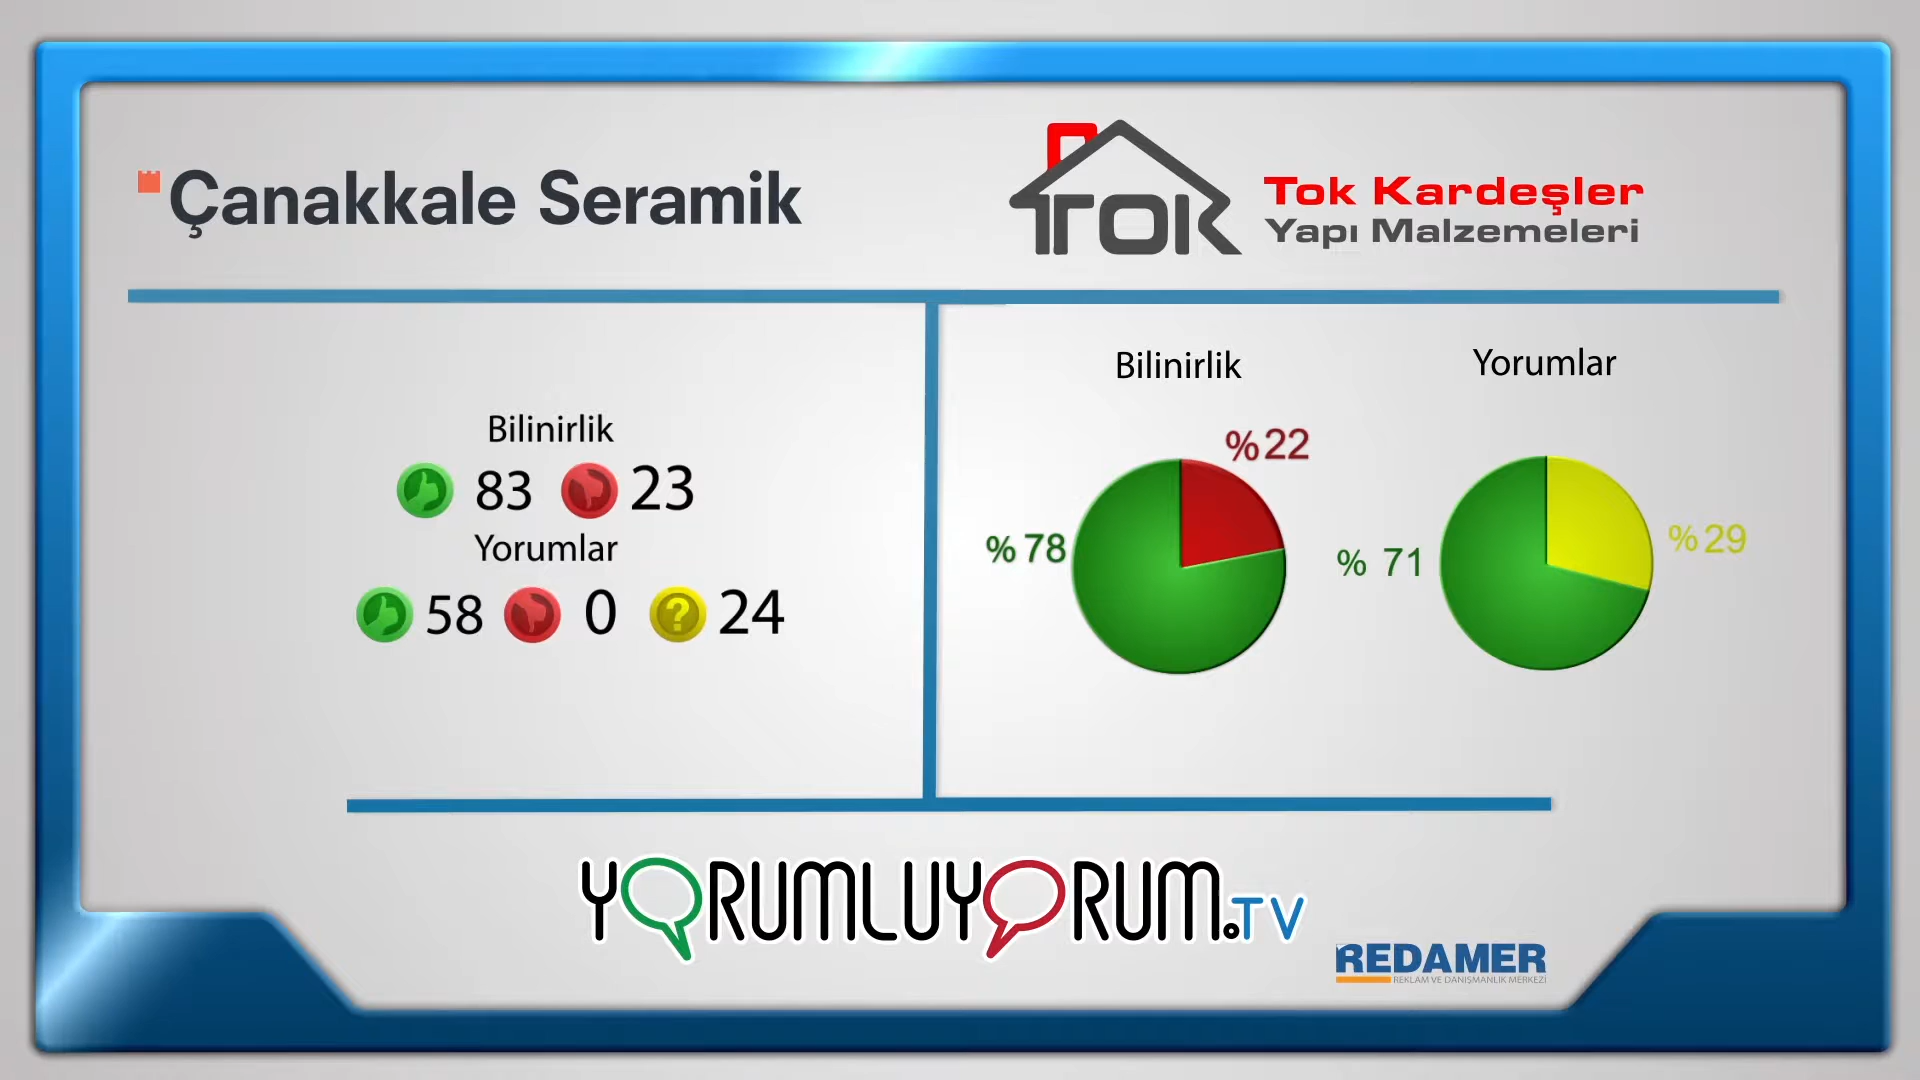 Çanakkale Seramik
TOK
Tok Kardeşler
Yapı Malzemeleri
Bilinirlik
83 23
Yorumlar
58 0 ? 24
Bilinirlik
%22
%78
Yorumlar
% 71
%29
YORUMLUYORUM.TV
REDAMER
REKLAM VE DANIŞMANLIK MERKEZİ